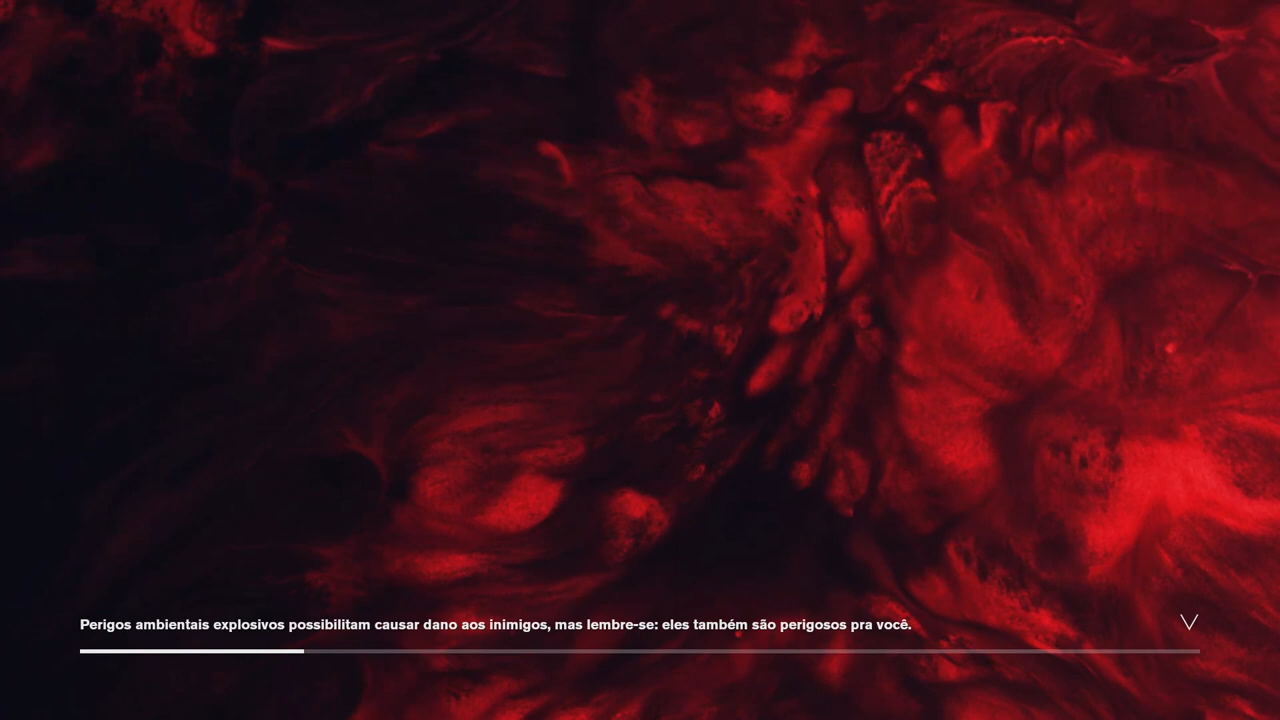 Perigos ambientais explosivos possibilitam causar dano aos inimigos, mas lembre-se: eles também são perigosos pra você.